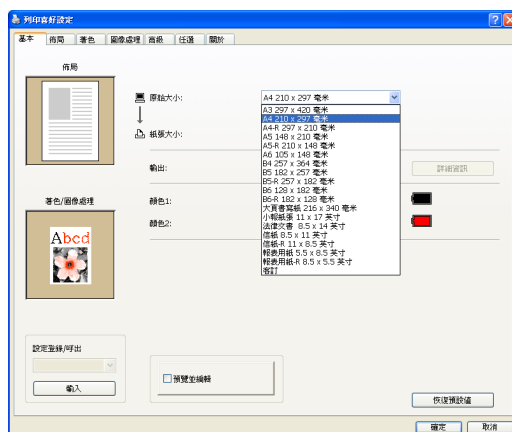 列印喜好設定
基本 佈局 著色 圖像處理 高級 任選 關於
佈局
原始大小:
A4 210 x 297 毫米
A3 297 x 420 毫米
A4 210 x 297 毫米
A4-R 297 x 210 毫米
A5 148 x 210 毫米
A5-R 210 x 148 毫米
A6 105 x 148 毫米
B4 257 x 364 毫米
B5 182 x 257 毫米
B5-R 257 x 182 毫米
B6 128 x 182 毫米
B6-R 182 x 128 毫米
大頁書寫紙 216 x 340 毫米
小報紙張 11 x 17 英寸
法律文書 8.5 x 14 英寸
信紙 8.5 x 11 英寸
信紙-R 11 x 8.5 英寸
報表用紙 5.5 x 8.5 英寸
報表用紙-R 8.5 x 5.5 英寸
客訂
紙張大小:
輸出:
詳細資訊
著色/圖像處理
顏色1:
顏色2:
Abcd
設定登錄/呼出
輸入
預覽並編輯
恢復預設值
確定 取消